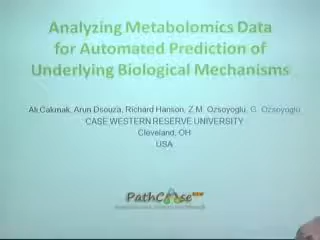 Analyzing Metabolomics Data
for Automated Prediction of
Underlying Biological Mechanisms
Ali Cakmak, Arun Dsouza, Richard Hanson, Z.M. Ozsoyoglu, G. Ozsoyoglu
CASE WESTERN RESERVE UNIVERSITY
Cleveland, OH
USA
PathCase